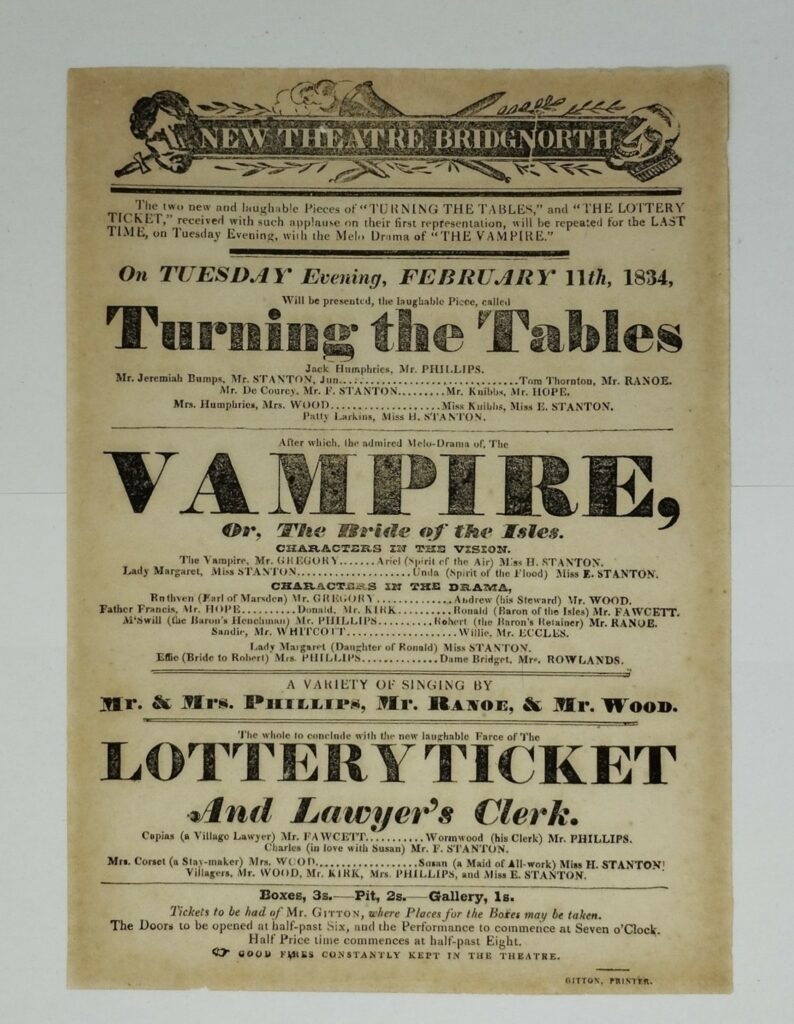 NEW THEATRE BRIDGNORTH
The two new and laughable Pieces of "TURNING THE TABLES," and "THE LOTTERY
TICKET," received with such applause on their first representation, will be repeated for the LAST
TIME, on Tuesday Evening, with the Melo Drama of "THE VAMPIRE."
On TUESDAY Evening, FEBRUARY 11th, 1834,
Will be presented, the laughable Piece, called
Turning the Tables
Jack Humphries, Mr. PHILLIPS.
Mr. Jeremiah Bumps, Mr. STANTON, Jun..............................Tom Thornton, Mr. RANOE.
Mr. De Courcy, Mr. F. STANTON.........Mr. Knibbs, Mr. HOPE.
Mrs. Humphries, Mrs. WOOD....................Miss Knibbs, Miss E. STANTON.
Patty Larkins, Miss H. STANTON.
After which, the admired Melo-Drama of, The
VAMPIRE,
Or, The Bride of the Isles.
CHARACTERS IN THE VISION.
The Vampire, Mr. GREGORY.......Ariel (Spirit of the Air) Miss H. STANTON.
Lady Margaret, Miss STANTON......................Unda (Spirit of the Flood) Miss E. STANTON.
CHARACTERS IN THE DRAMA,
Ruthven (Earl of Marsden) Mr. GREGORY..............Andrew (his Steward) Mr. WOOD.
Father Francis, Mr. HOPE..........Donald, Mr. KIRK..........Ronald (Baron of the Isles) Mr. FAWCETT.
M'Swill (the Baron's Henchman) Mr. PHILLIPS..........Robert (the Baron's Retainer) Mr. RANOE.
Sandie, Mr. WHITCOTT....................Willie, Mr. ECCLES.
Lady Margaret (Daughter of Ronald) Miss STANTON.
Effie (Bride to Robert) Mrs. PHILLIPS..............Dame Bridget, Mrs. ROWLANDS.
A VARIETY OF SINGING BY
Mr. & Mrs. Phillips, Mr. Ranoe, & Mr. Wood.
The whole to conclude with the new laughable Farce of The
LOTTERY TICKET
And Lawyer's Clerk.
Capias (a Village Lawyer) Mr. FAWCETT..........Wormwood (his Clerk) Mr. PHILLIPS.
Charles (in love with Susan) Mr. F. STANTON.
Mrs. Corset (a Stay-maker) Mrs. WOOD..................Susan (a Maid of All-work) Miss H. STANTON!
Villagers, Mr. WOOD, Mr. KIRK, Mrs. PHILLIPS, and Miss E. STANTON.
Boxes, 3s.—Pit, 2s.—Gallery, 1s.
Tickets to be had of Mr. GITTON, where Places for the Boxes may be taken.
The Doors to be opened at half-past Six, and the Performance to commence at Seven o'Clock.
Half Price time commences at half-past Eight.
☞ GOOD FIRES CONSTANTLY KEPT IN THE THEATRE.
GITTON, PRINTER.